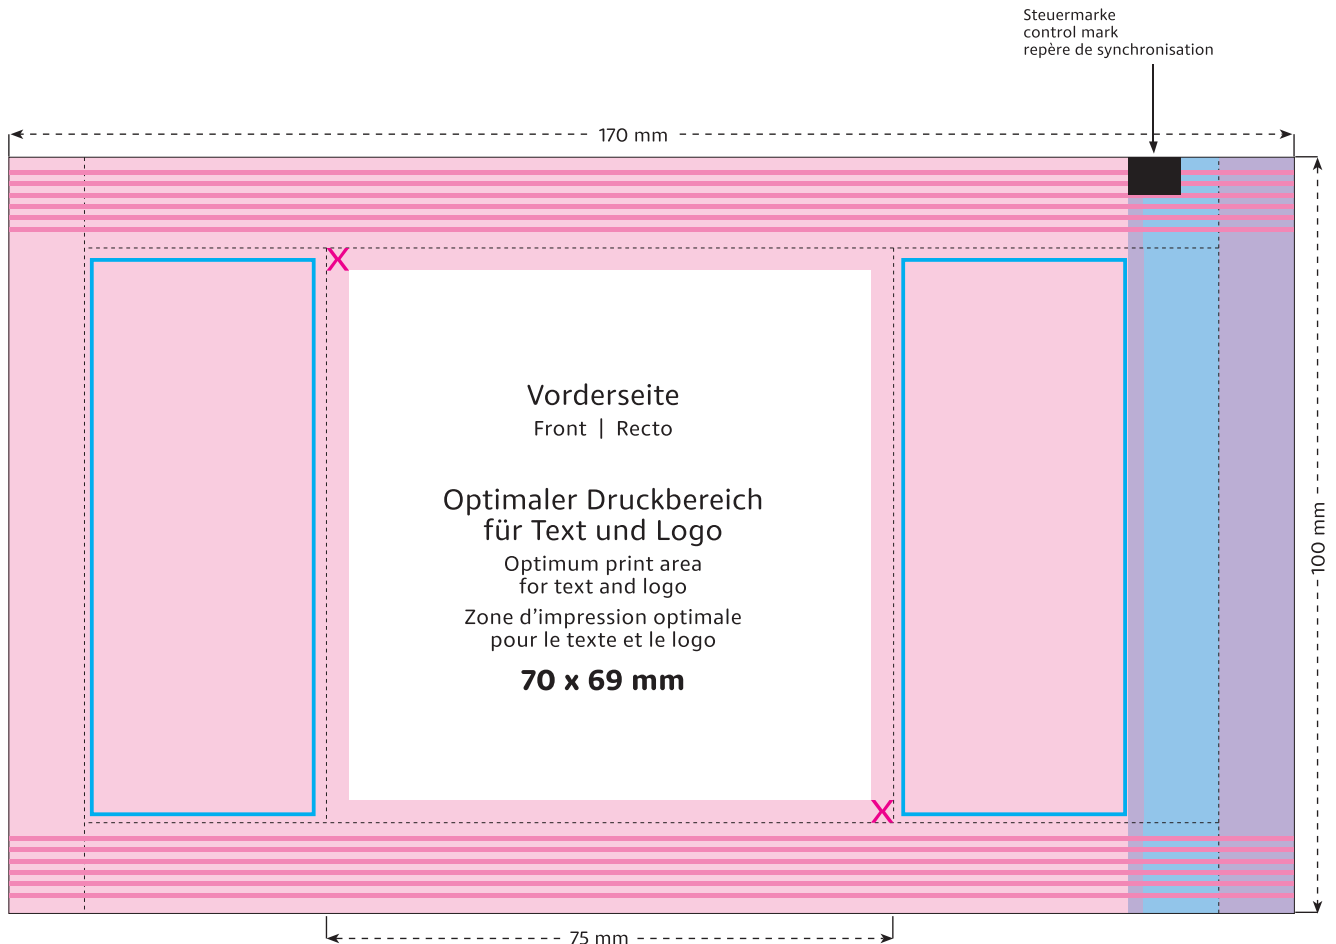 Steuermarke
control mark
repère de synchronisation
170 mm
X
Vorderseite
Front | Recto
Optimaler Druckbereich
für Text und Logo
Optimum print area
for text and logo
Zone d’impression optimale
pour le texte et le logo
70 x 69 mm
100 mm
X
75 mm